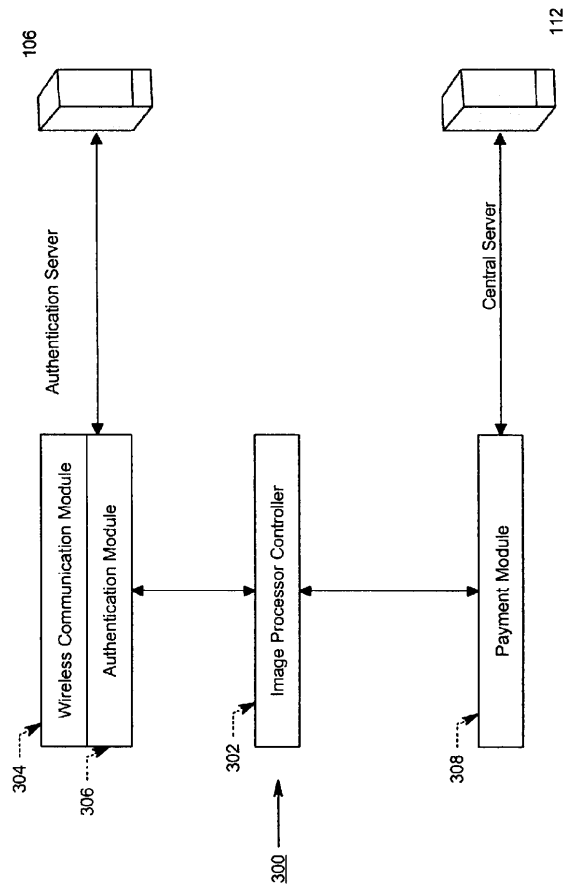 304
Wireless Communication Module
Authentication Server
106
306
Authentication Module
302
Image Processor Controller
300
308
Payment Module
Central Server
112